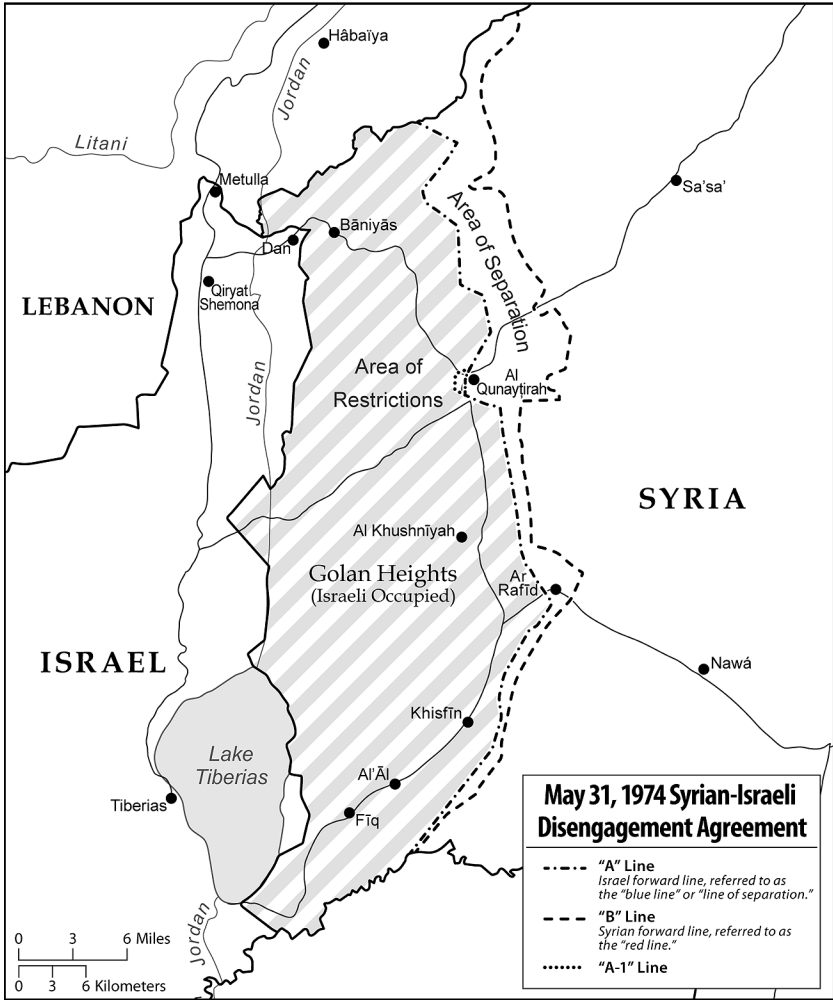 Hâbaïya
Jordan
Litani
Metulla
Sa'sa'
Area of Separation
Bāniyās
Dan
Qiryat
Shemona
LEBANON
Jordan
Area of
Restrictions
Al
Qunayṭirah
SYRIA
Al Khushnīyah
Golan Heights
(Israeli Occupied)
Ar
Rafīd
ISRAEL
Nawá
Khisfīn
Lake
Tiberias
Al'Āl
Tiberias
Fīq
Jordan
0 3 6 Miles
0 3 6 Kilometers
May 31, 1974 Syrian-Israeli
Disengagement Agreement
“A” Line
Israel forward line, referred to as
the “blue line” or “line of separation.”
“B” Line
Syrian forward line, referred to as
the “red line.”
“A-1” Line